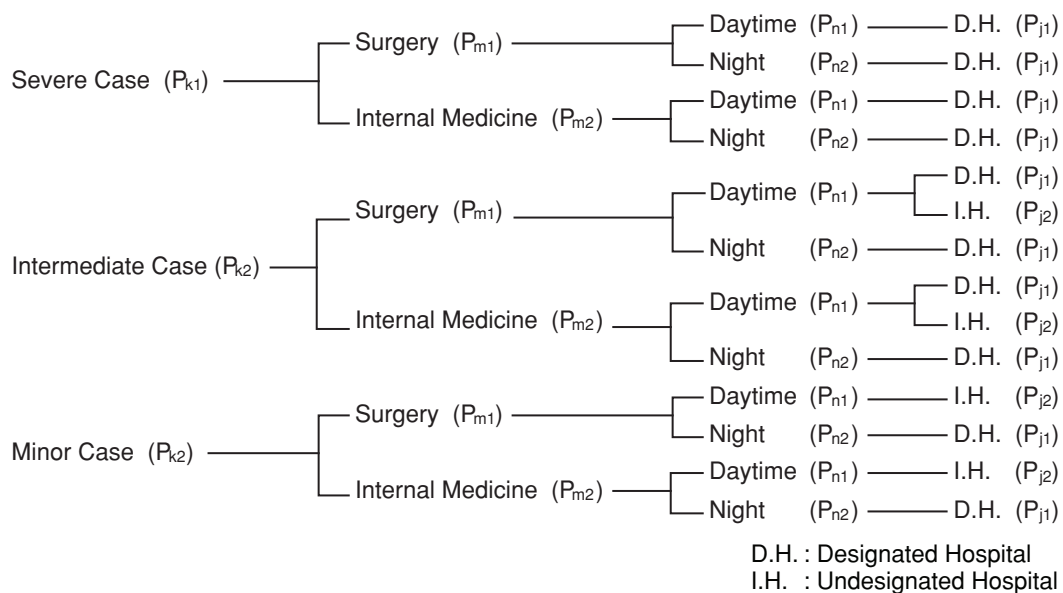 Daytime (Pn1) D.H. (Pj1)
Surgery (Pm1)
Night (Pn2) D.H. (Pj1)
Severe Case (Pk1)
Daytime (Pn1) D.H. (Pj1)
Internal Medicine (Pm2)
Night (Pn2) D.H. (Pj1)
D.H. (Pj1)
Daytime (Pn1)
Surgery (Pm1)
I.H. (Pj2)
Night (Pn2) D.H. (Pj1)
Intermediate Case (Pk2)
D.H. (Pj1)
Daytime (Pn1)
Internal Medicine (Pm2)
I.H. (Pj2)
Night (Pn2) D.H. (Pj1)
Daytime (Pn1) I.H. (Pj2)
Surgery (Pm1)
Night (Pn2) D.H. (Pj1)
Minor Case (Pk2)
Daytime (Pn1) I.H. (Pj2)
Internal Medicine (Pm2)
Night (Pn2) D.H. (Pj1)
D.H. : Designated Hospital
I.H. : Undesignated Hospital